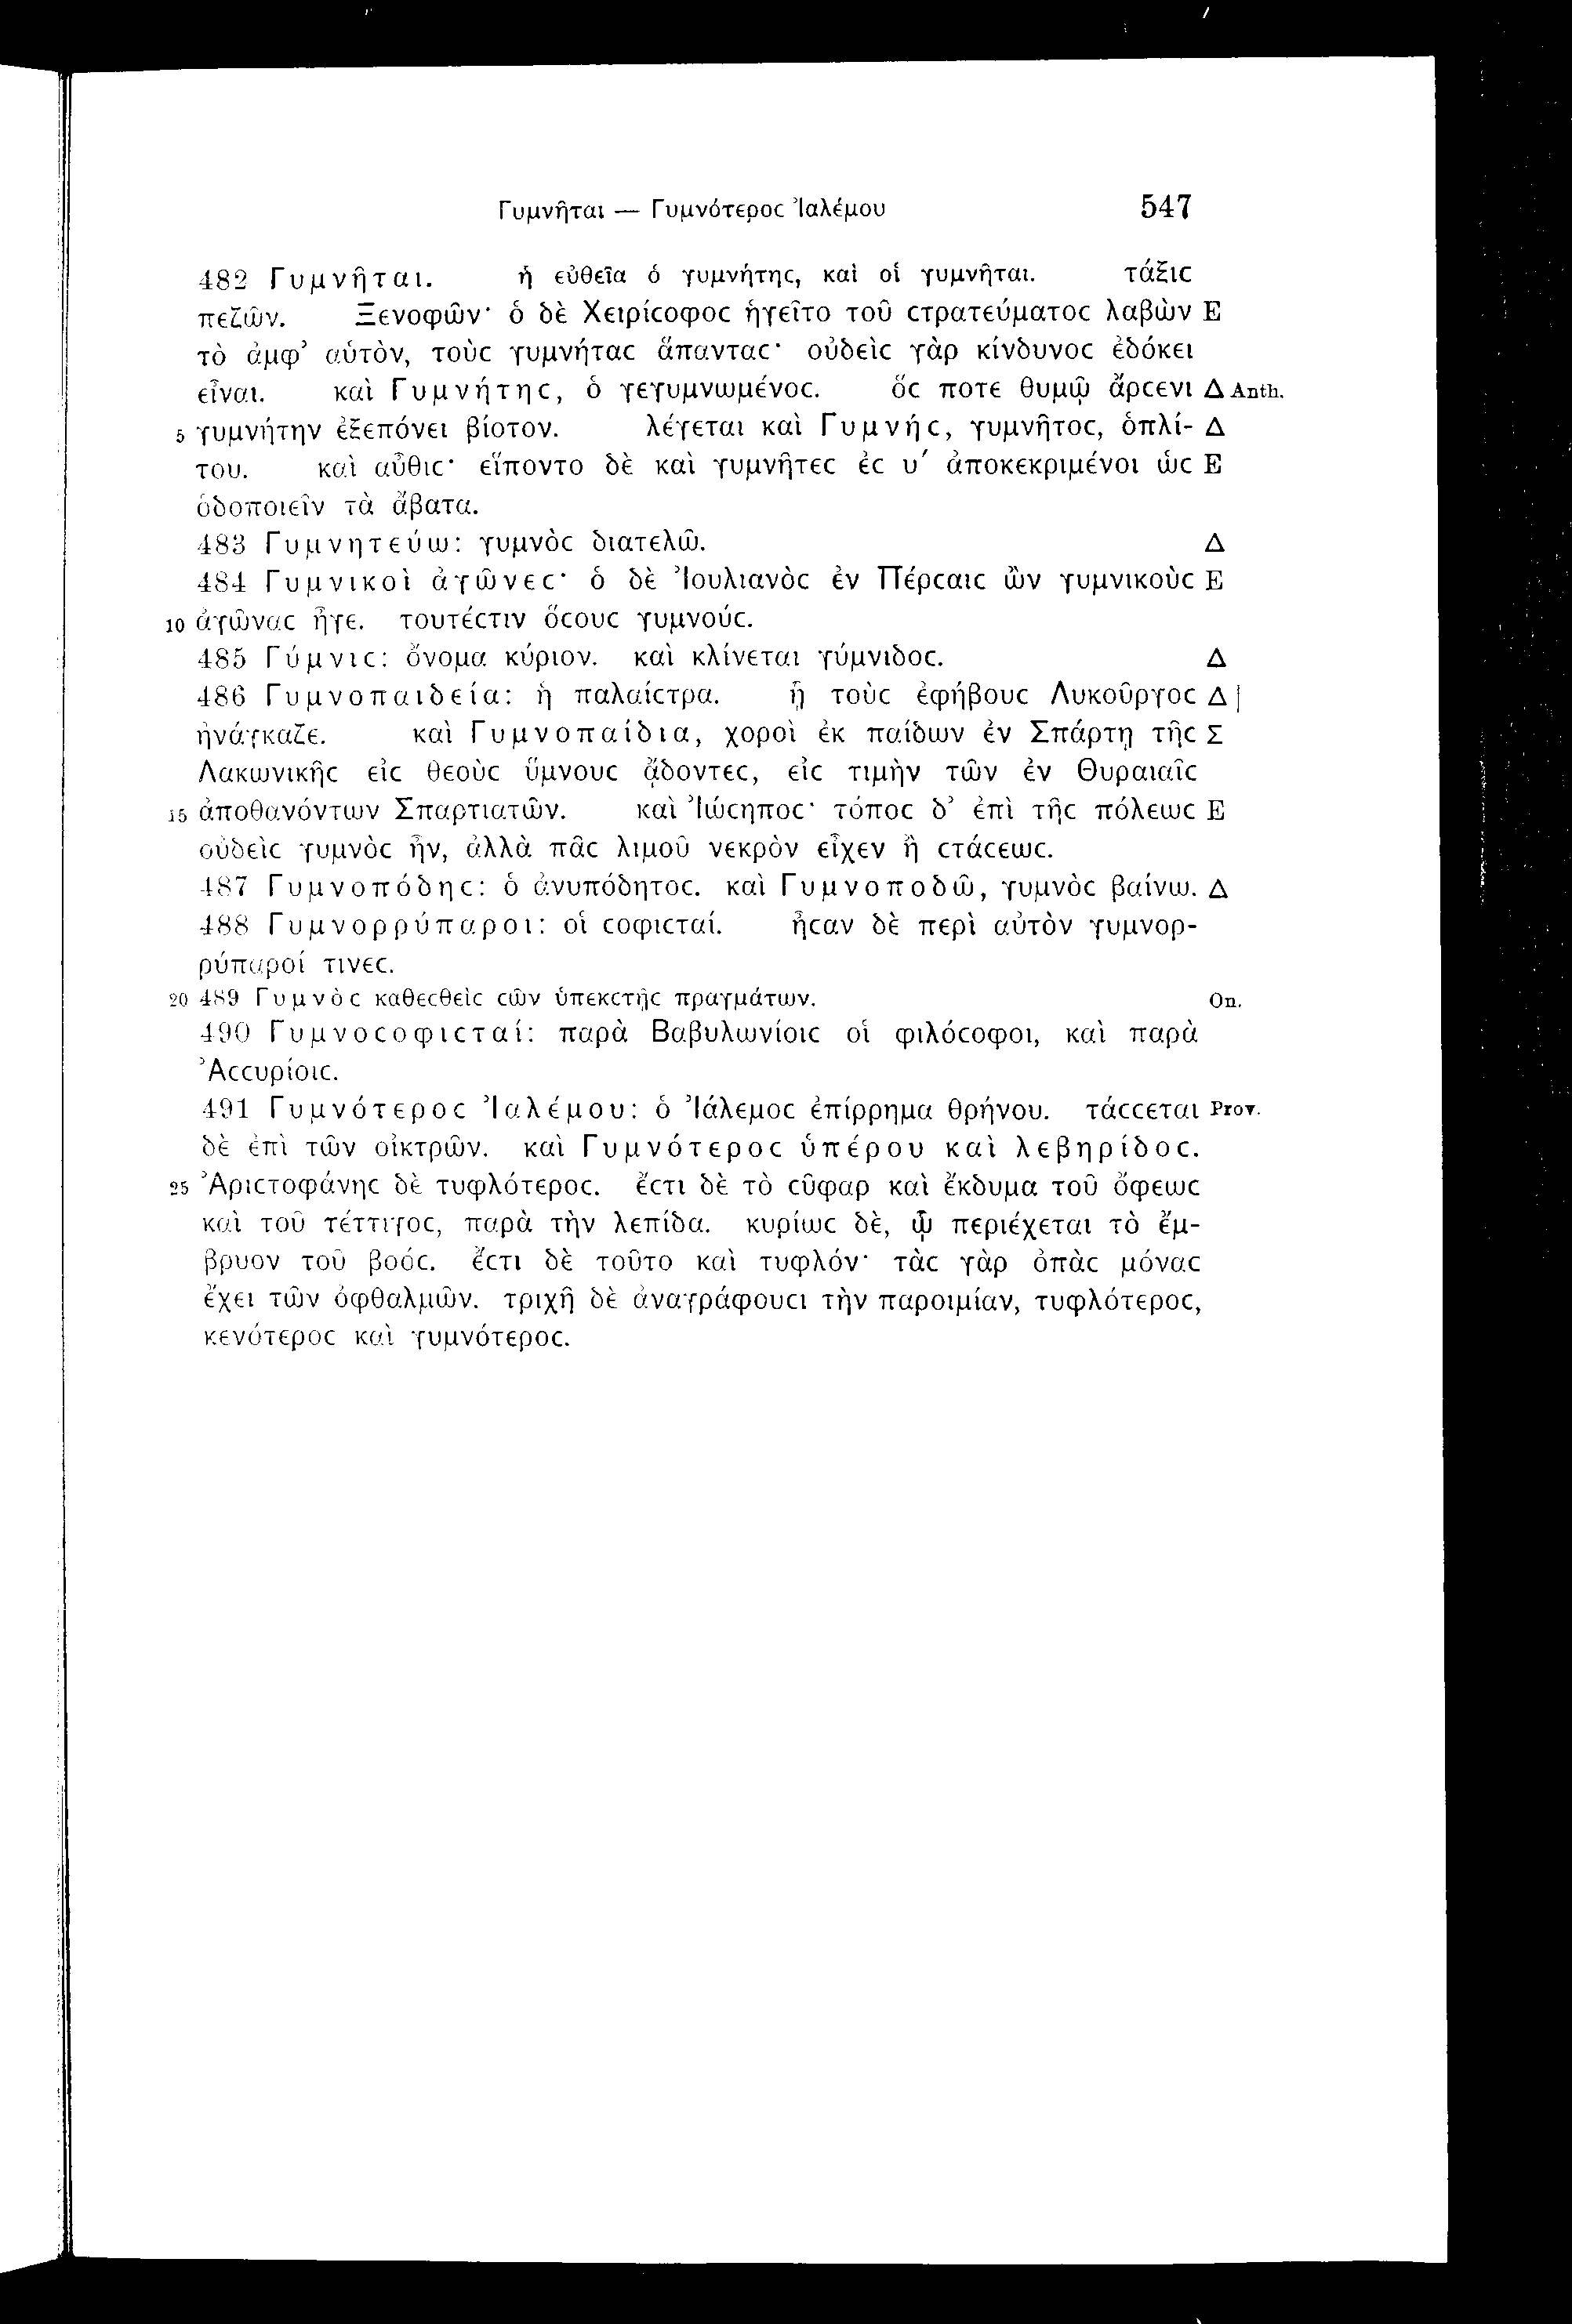 Γυμνῆται — Γυμνότεροϲ Ἰαλέμου 547
482 Γυμνῆται. ἡ εὐθεῖα ὁ γυμνήτηϲ, καὶ οἱ γυμνῆται. τάξιϲ
πεζῶν. Ξενοφῶν· ὁ δὲ Χειρίϲοφοϲ ἡγεῖτο τοῦ ϲτρατεύματοϲ λαβὼν E
τὸ ἀμφ’ αὑτὸν, τοὺϲ γυμνήταϲ ἅπανταϲ· οὐδεὶϲ γὰρ κίνδυνοϲ ἐδόκει
εἶναι. καὶ Γυμνήτηϲ, ὁ γεγυμνωμένοϲ. ὅϲ ποτε θυμῷ ἄρϲενι Δ Anth.
5 γυμνήτην ἐξεπόνει βίοτον. λέγεται καὶ Γυμνήϲ, γυμνῆτοϲ, ὁπλί- Δ
του. καὶ αὖθιϲ· εἵποντο δὲ καὶ γυμνῆτεϲ ἐϲ υ′ ἀποκεκριμένοι ὡϲ E
ὁδοποιεῖν τὰ ἄβατα.
483 Γυμνητεύω: γυμνὸϲ διατελῶ. Δ
484 Γυμνικοὶ ἀγῶνεϲ· ὁ δὲ Ἰουλιανὸϲ ἐν Πέρϲαιϲ ὢν γυμνικοὺϲ E
10 ἀγῶναϲ ἦγε. τουτέϲτιν ὅϲουϲ γυμνούϲ.
485 Γύμνιϲ: ὄνομα κύριον. καὶ κλίνεται γύμνιδοϲ. Δ
486 Γυμνοπαιδεία: ἡ παλαίϲτρα. ᾗ τοὺϲ ἐφήβουϲ Λυκοῦργοϲ Δ|
ἠνάγκαζε. καὶ Γυμνοπαίδια, χοροὶ ἐκ παίδων ἐν Σπάρτῃ τῆϲ Σ
Λακωνικῆϲ εἰϲ θεοὺϲ ὕμνουϲ ᾄδοντεϲ, εἰϲ τιμὴν τῶν ἐν Θυραιαῖϲ
15 ἀποθανόντων Σπαρτιατῶν. καὶ Ἰώϲηποϲ· τόποϲ δ’ ἐπὶ τῆϲ πόλεωϲ E
οὐδεὶϲ γυμνὸϲ ἦν, ἀλλὰ πᾶϲ λιμοῦ νεκρὸν εἶχεν ἢ ϲτάϲεωϲ.
487 Γυμνοπόδηϲ: ὁ ἀνυπόδητοϲ. καὶ Γυμνοποδῶ, γυμνὸϲ βαίνω. Δ
488 Γυμνορρύπαροι: οἱ ϲοφιϲταί. ἦϲαν δὲ περὶ αὐτὸν γυμνορ-
ρύπαροί τινεϲ.
20 489 Γυμνὸϲ καθεϲθεὶϲ ϲῶν ὑπεκϲτῇϲ πραγμάτων. On.
490 Γυμνοϲοφιϲταί: παρὰ Βαβυλωνίοιϲ οἱ φιλόϲοφοι, καὶ παρὰ
Ἀϲϲυρίοιϲ.
491 Γυμνότεροϲ Ἰαλέμου: ὁ Ἰάλεμοϲ ἐπίρρημα θρήνου. τάϲϲεται Prov.
δὲ ἐπὶ τῶν οἰκτρῶν. καὶ Γυμνότεροϲ ὑπέρου καὶ λεβηρίδοϲ.
25 Ἀριϲτοφάνηϲ δὲ τυφλότεροϲ. ἔϲτι δὲ τὸ ϲῦφαρ καὶ ἔκδυμα τοῦ ὄφεωϲ
καὶ τοῦ τέττιγοϲ, παρὰ τὴν λεπίδα. κυρίωϲ δὲ, ᾧ περιέχεται τὸ ἔμ-
βρυον τοῦ βοόϲ. ἔϲτι δὲ τοῦτο καὶ τυφλόν· τὰϲ γὰρ ὀπὰϲ μόναϲ
ἔχει τῶν ὀφθαλμῶν. τριχῆ δὲ ἀναγράφουϲι τὴν παροιμίαν, τυφλότεροϲ,
κενότεροϲ καὶ γυμνότεροϲ.